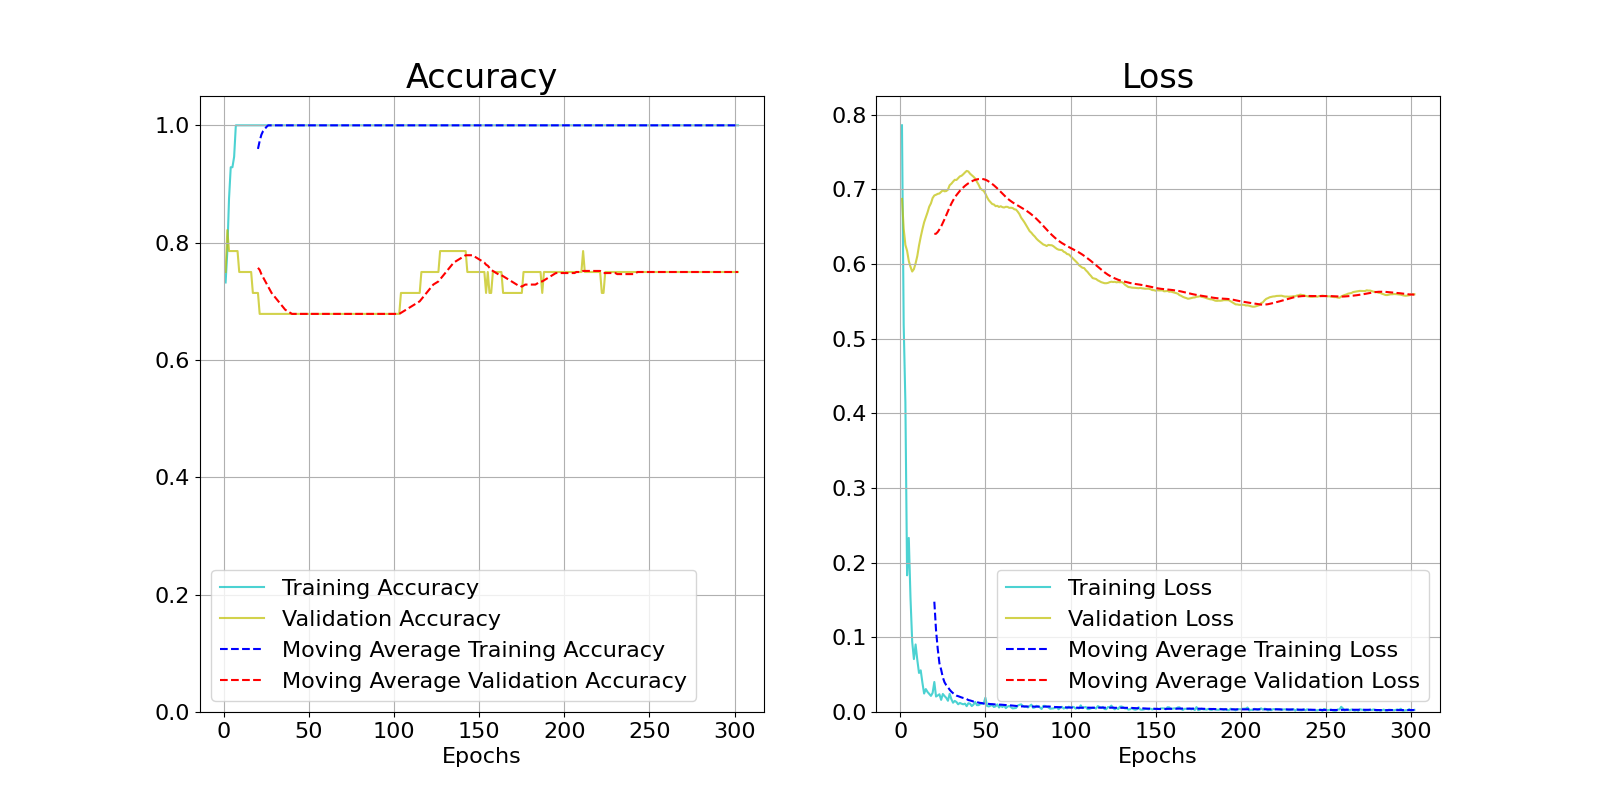 Accuracy
1.0
0.8
0.6
0.4
0.2
0.0
Training Accuracy
Validation Accuracy
Moving Average Training Accuracy
Moving Average Validation Accuracy
0 50 100 150 200 250 300
Epochs
Loss
0.8
0.7
0.6
0.5
0.4
0.3
0.2
0.1
0.0
Training Loss
Validation Loss
Moving Average Training Loss
Moving Average Validation Loss
0 50 100 150 200 250 300
Epochs